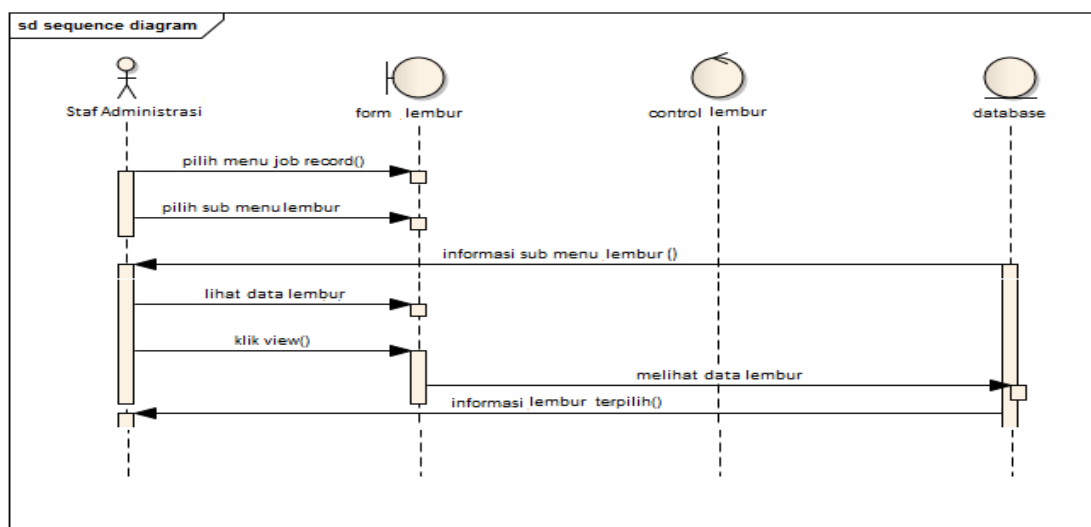 sd sequence diagram
Staf Administrasi
form lembur
control lembur
database
pilih menu job record()
pilih sub menu lembur
informasi sub menu lembur ()
lihat data lembur
klik view()
melihat data lembur
informasi lembur terpilih()